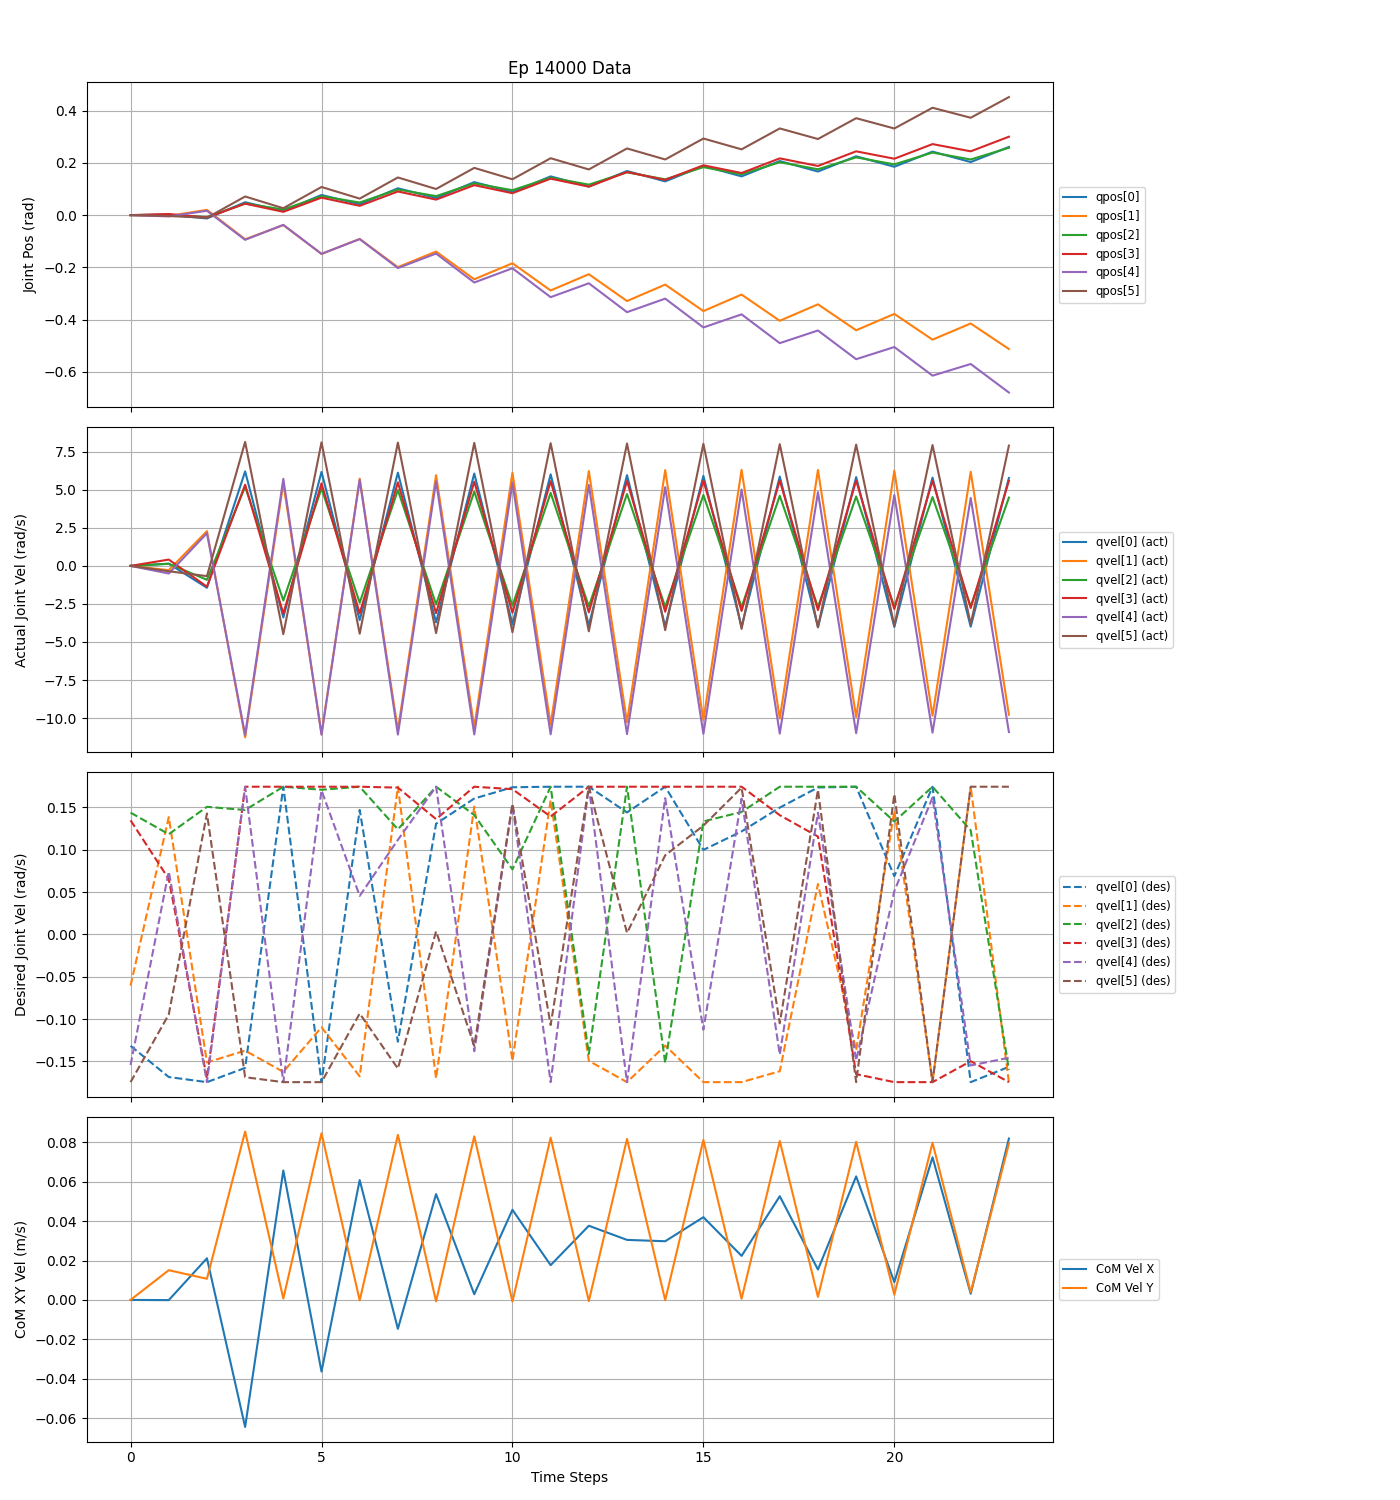 Ep 14000 Data
Joint Pos (rad)
0.4
0.2
0.0
−0.2
−0.4
−0.6
qpos[0]
qpos[1]
qpos[2]
qpos[3]
qpos[4]
qpos[5]
Actual Joint Vel (rad/s)
7.5
5.0
2.5
0.0
−2.5
−5.0
−7.5
−10.0
qvel[0] (act)
qvel[1] (act)
qvel[2] (act)
qvel[3] (act)
qvel[4] (act)
qvel[5] (act)
Desired Joint Vel (rad/s)
0.15
0.10
0.05
0.00
−0.05
−0.10
−0.15
qvel[0] (des)
qvel[1] (des)
qvel[2] (des)
qvel[3] (des)
qvel[4] (des)
qvel[5] (des)
CoM XY Vel (m/s)
0.08
0.06
0.04
0.02
0.00
−0.02
−0.04
−0.06
CoM Vel X
CoM Vel Y
0 5 10 15 20
Time Steps